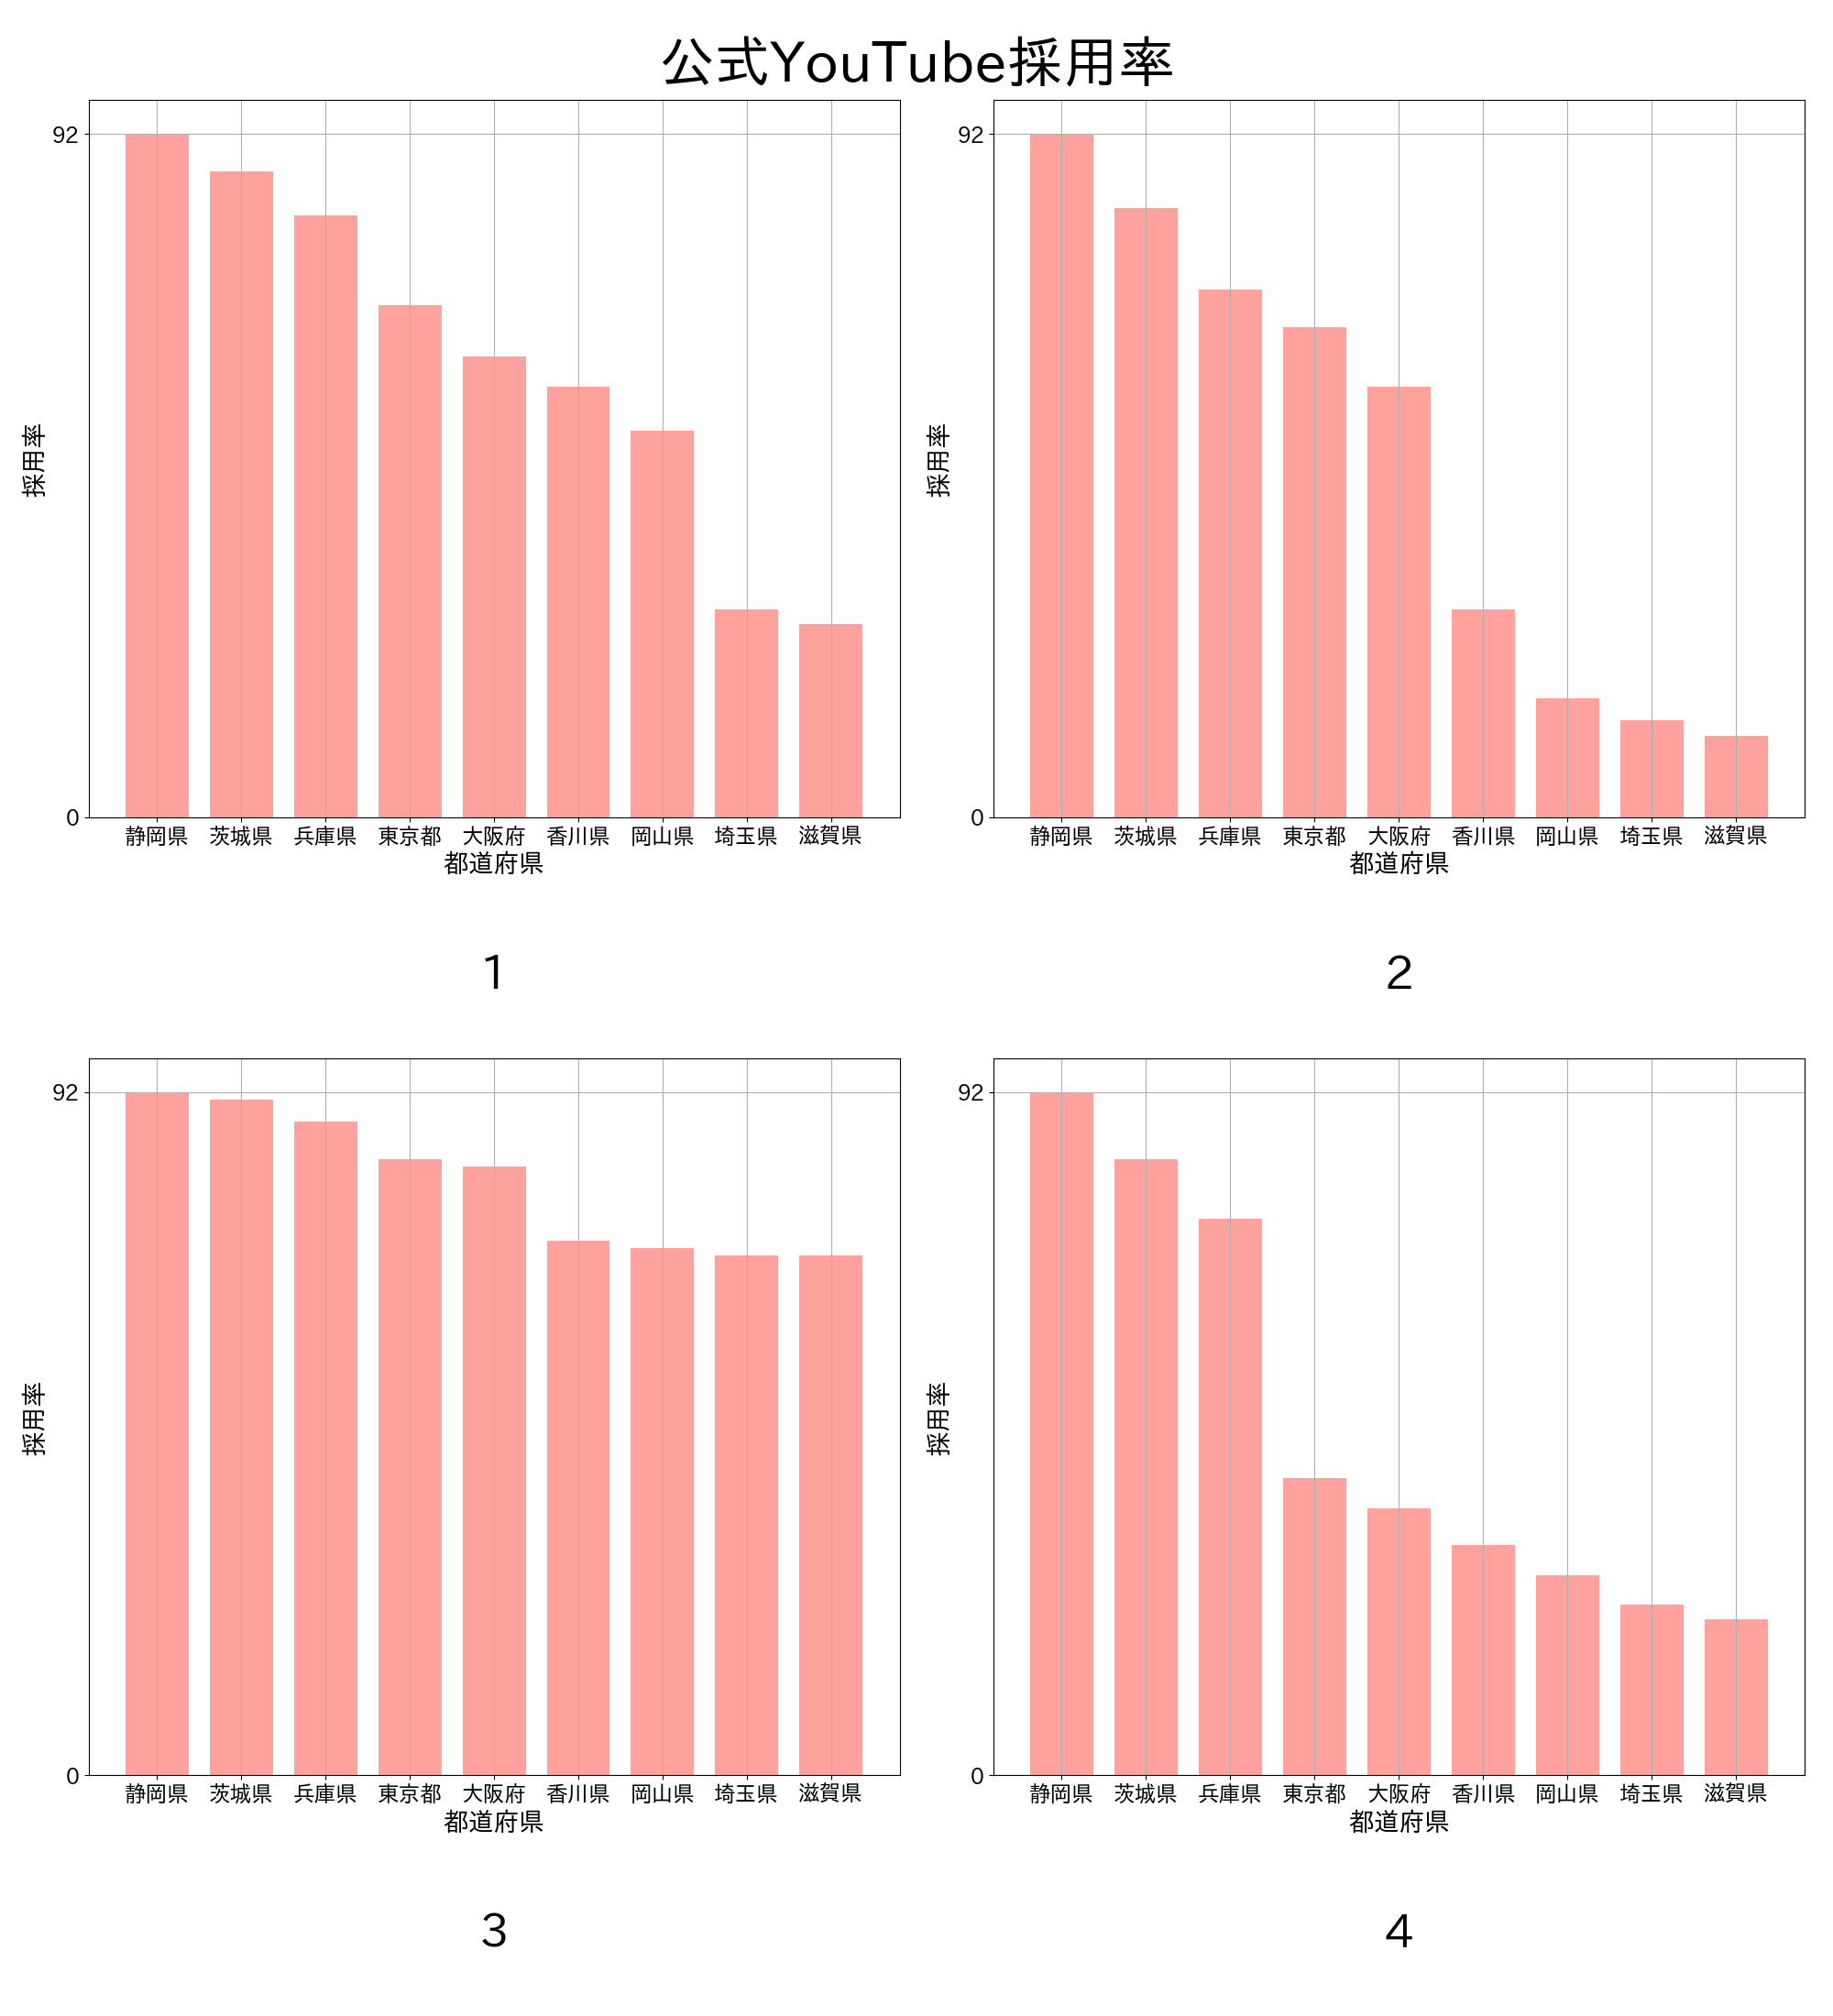 公式YouTube採用率
92
0
採用率
静岡県 茨城県 兵庫県 東京都 大阪府 香川県 岡山県 埼玉県 滋賀県
都道府県
1
92
0
採用率
静岡県 茨城県 兵庫県 東京都 大阪府 香川県 岡山県 埼玉県 滋賀県
都道府県
2
92
0
採用率
静岡県 茨城県 兵庫県 東京都 大阪府 香川県 岡山県 埼玉県 滋賀県
都道府県
3
92
0
採用率
静岡県 茨城県 兵庫県 東京都 大阪府 香川県 岡山県 埼玉県 滋賀県
都道府県
4